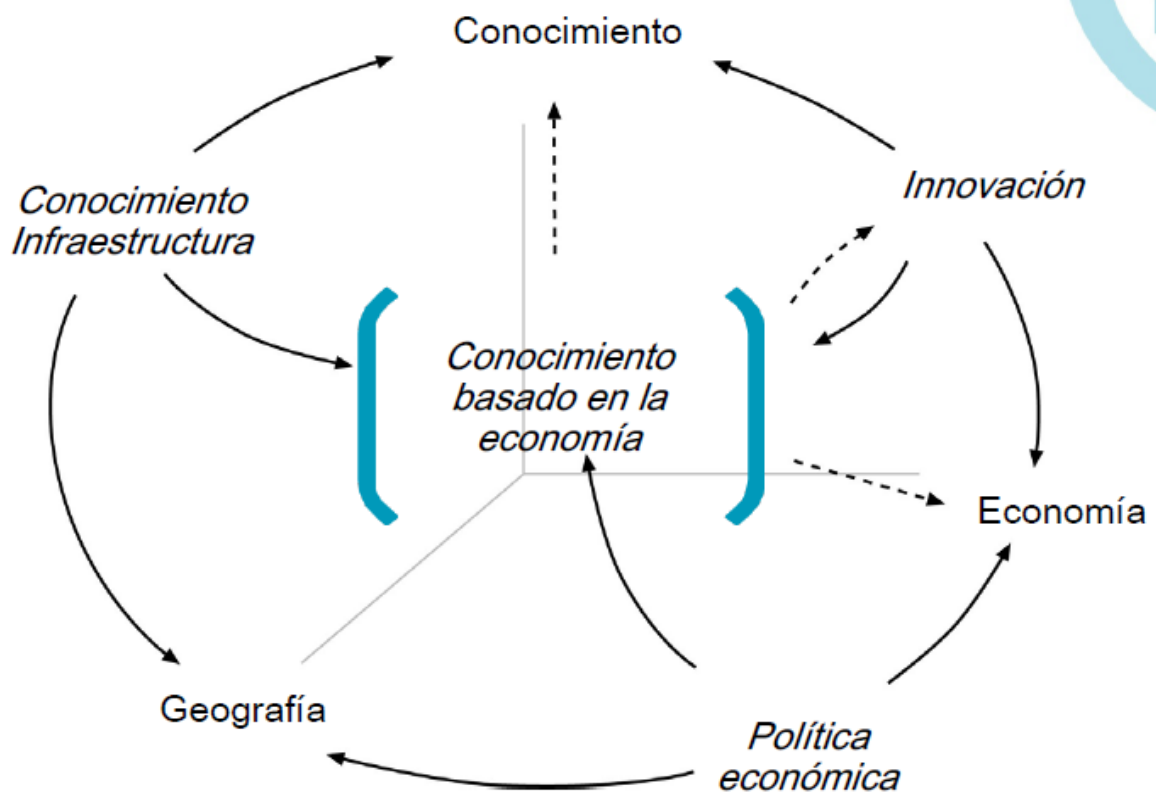 Conocimiento
Conocimiento
Infraestructura
Innovación
Conocimiento
basado en la
economía
Economía
Geografía
Política
económica